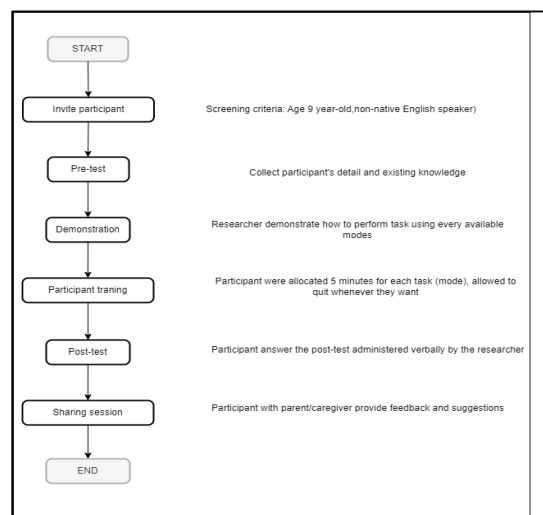 START
Invite participant
Screening criteria: Age 9 year-old,non-native English speaker)
Pre-test
Collect participant's detail and existing knowledge
Demonstration
Researcher demonstrate how to perform task using every available
modes
Participant traning
Participant were allocated 5 minutes for each task (mode), allowed to
quit whenever they want
Post-test
Participant answer the post-test administered verbally by the researcher
Sharing session
Participant with parent/caregiver provide feedback and suggestions
END